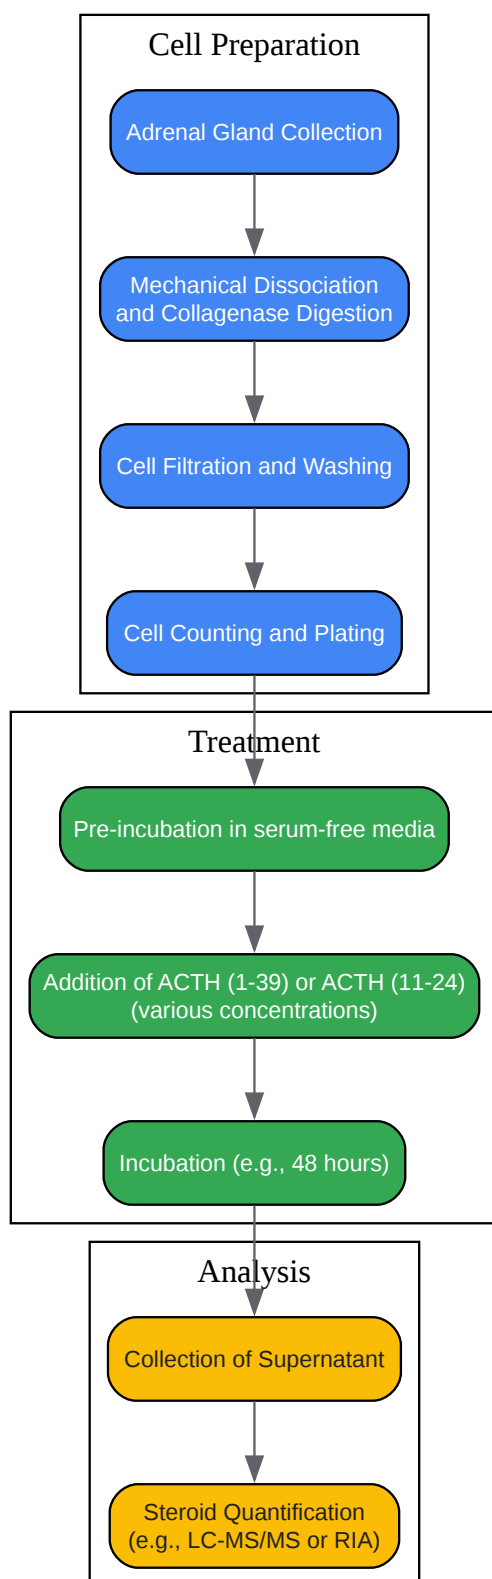 Cell Preparation
Adrenal Gland Collection
Mechanical Dissociation
and Collagenase Digestion
Cell Filtration and Washing
Cell Counting and Plating
Treatment
Pre-incubation in serum-free media
Addition of ACTH (1-39) or ACTH (11-24)
(various concentrations)
Incubation (e.g., 48 hours)
Analysis
Collection of Supernatant
Steroid Quantification
(e.g., LC-MS/MS or RIA)